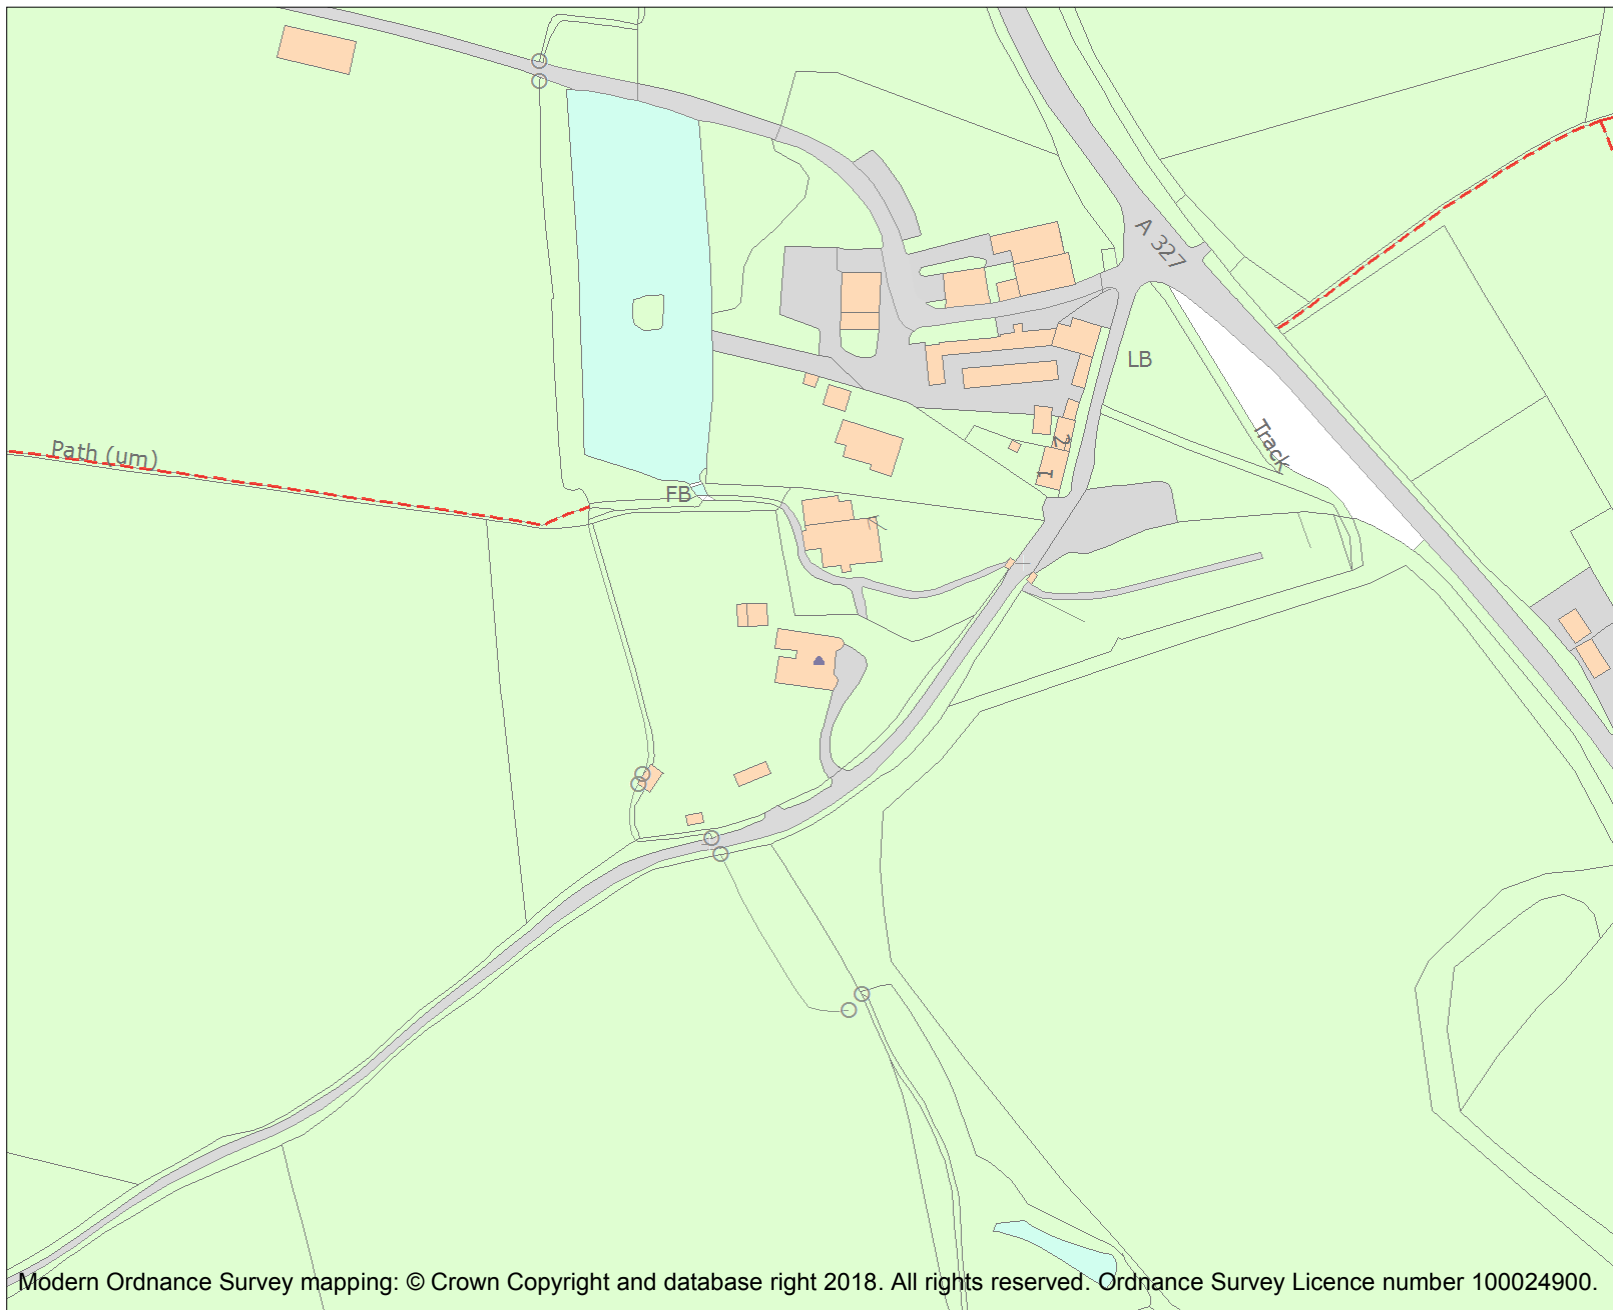 A 327
LB
Track
2
1
Path (um)
FB
Modern Ordnance Survey mapping: © Crown Copyright and database right 2018. All rights reserved. Ordnance Survey Licence number 100024900.